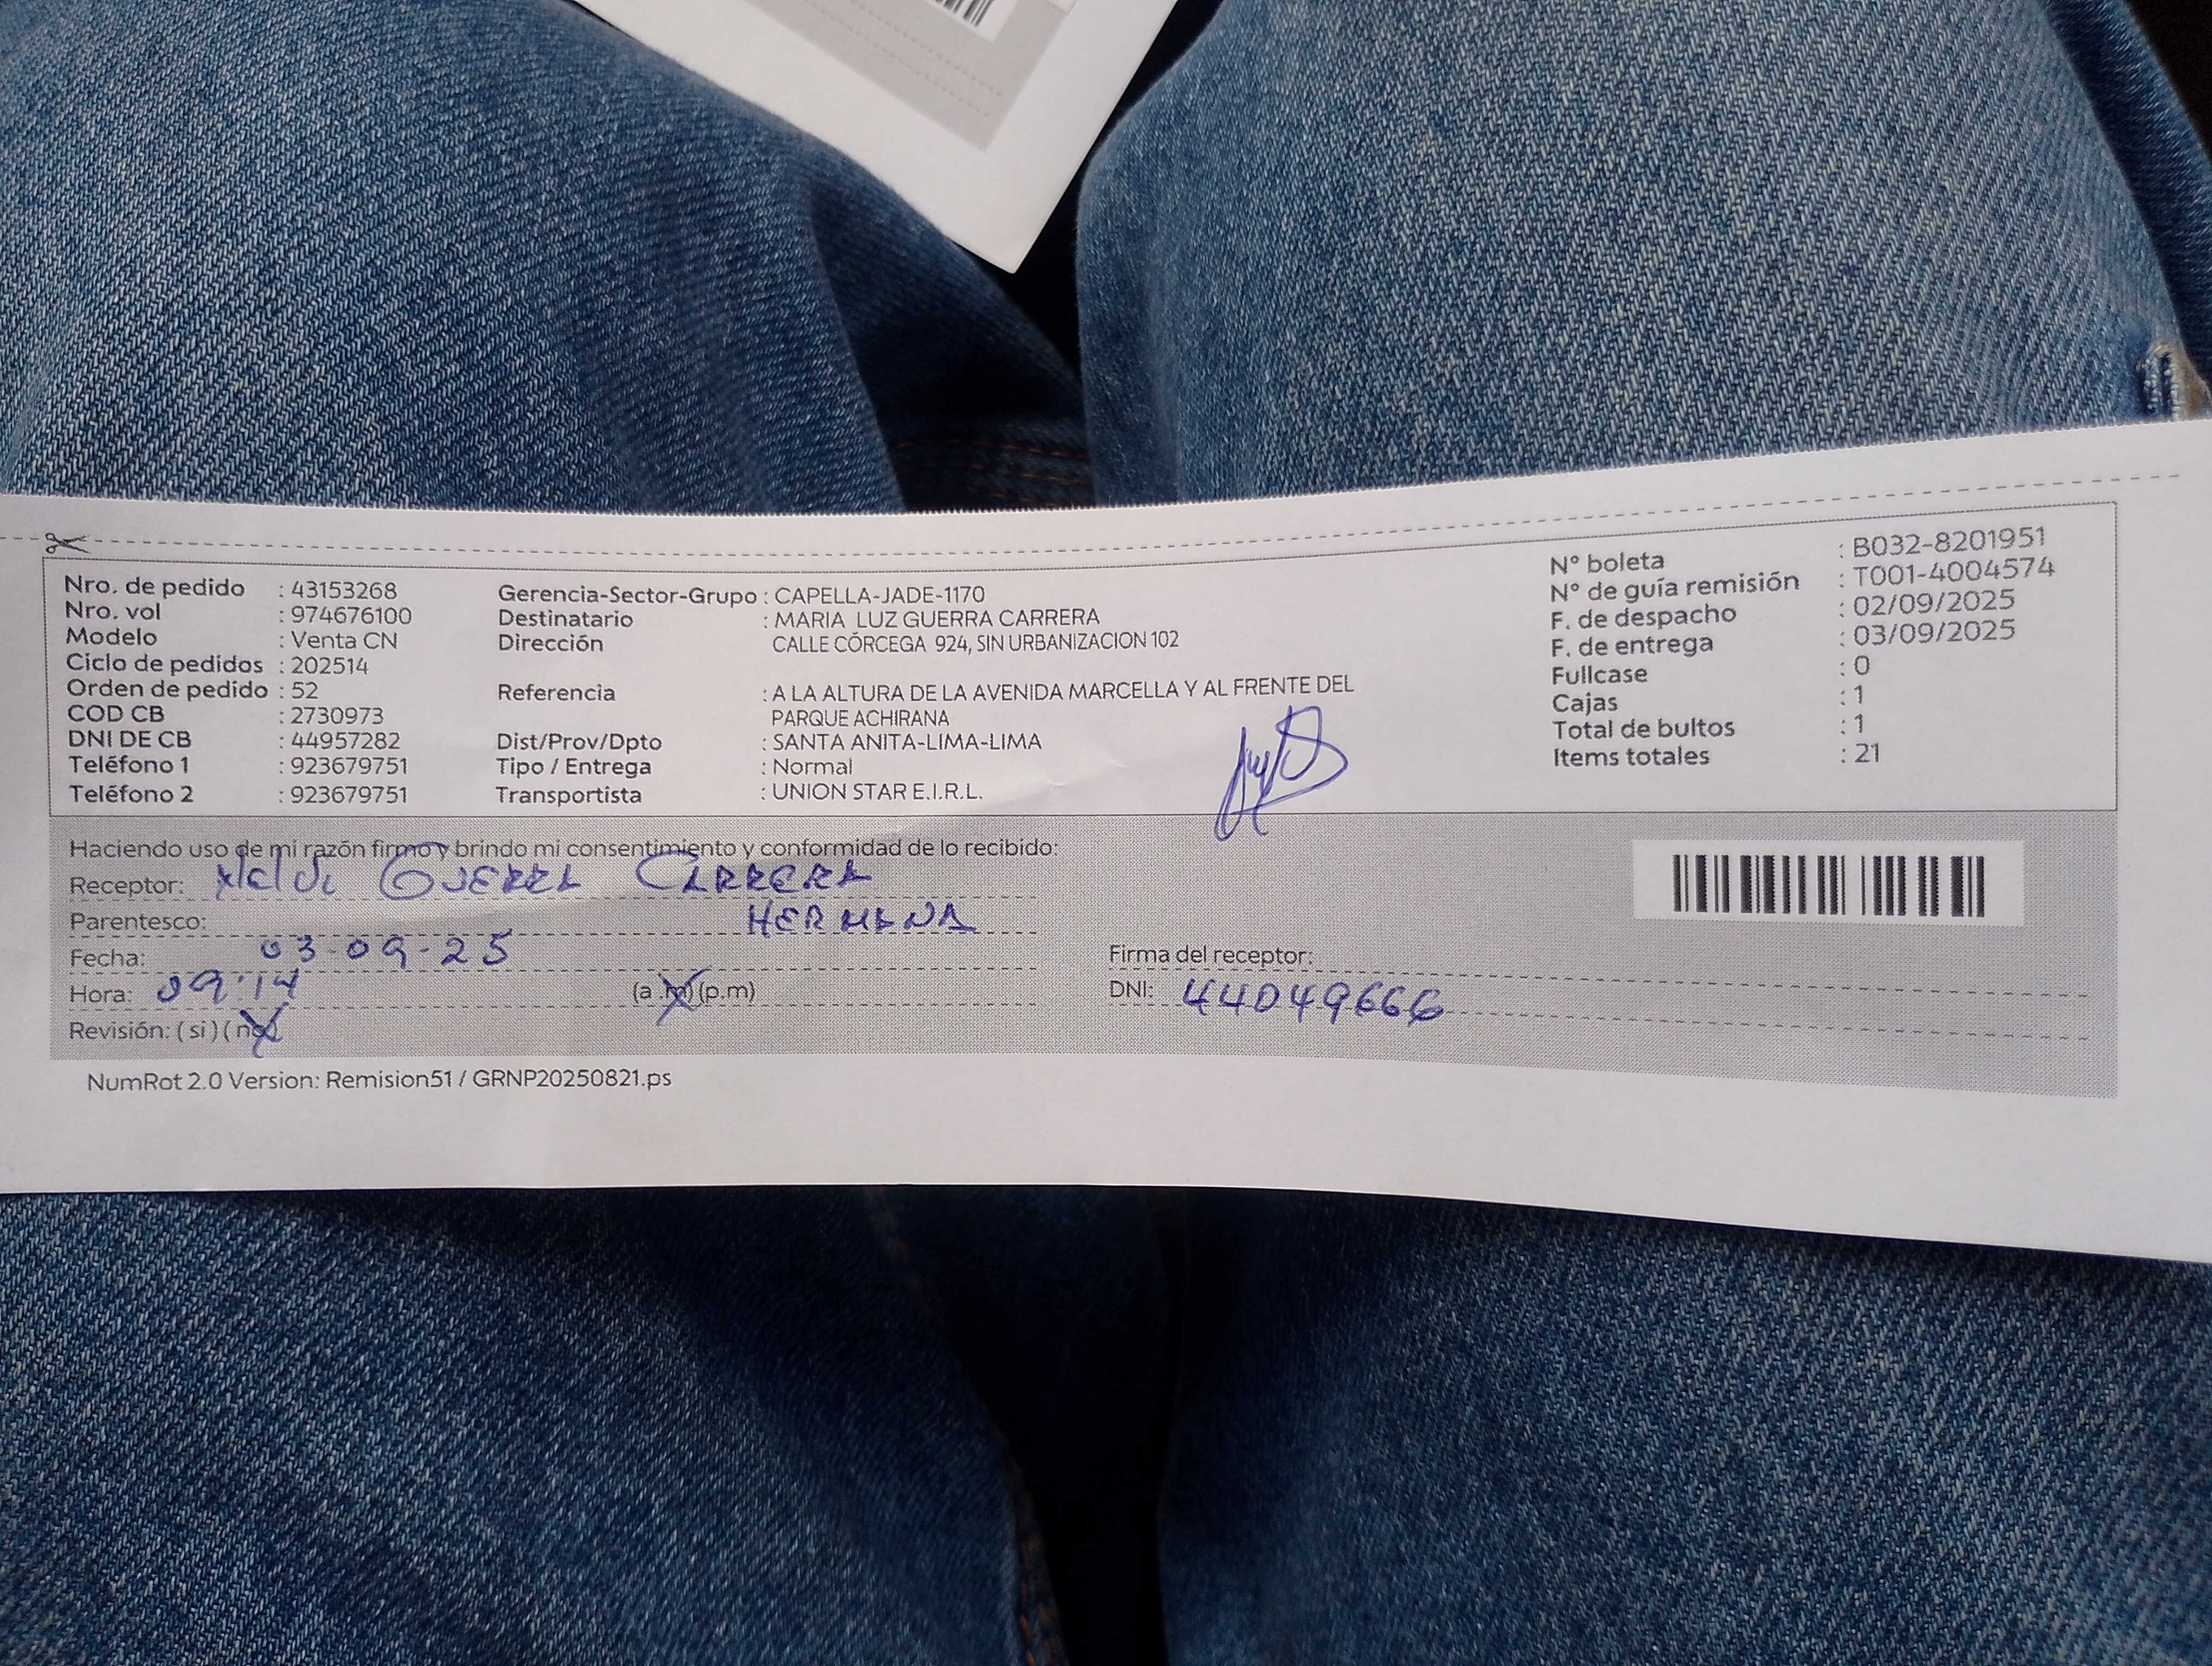 Nro. de pedido : 43153268
Nro. vol : 974676100
Modelo : Venta CN
Ciclo de pedidos : 202514
Orden de pedido : 52
COD CB : 2730973
DNI DE CB : 44957282
Teléfono 1 : 923679751
Teléfono 2 : 923679751
Gerencia-Sector-Grupo : CAPELLA-JADE-1170
Destinatario : MARIA LUZ GUERRA CARRERA
Dirección CALLE CÓRCEGA 924, SIN URBANIZACION 102
Referencia : A LA ALTURA DE LA AVENIDA MARCELLA Y AL FRENTE DEL
PARQUE ACHIRANA
Dist/Prov/Dpto : SANTA ANITA-LIMA-LIMA
Tipo / Entrega : Normal
Transportista : UNION STAR E.I.R.L.
N° boleta : B032-8201951
N° de guía remisión : T001-4004574
F. de despacho : 02/09/2025
F. de entrega : 03/09/2025
Fullcase : 0
Cajas : 1
Total de bultos : 1
Items totales : 21
Haciendo uso de mi razón firmo y brindo mi consentimiento y conformidad de lo recibido:
Receptor: GUERRA CARRERA
Parentesco: HERMANA
Fecha: 03-09-25
Hora: 09:14 (a.m) (p.m)
Revisión: (si) (no)
Firma del receptor:
DNI: 44049666
NumRot 2.0 Version: Remision51 / GRNP20250821.ps